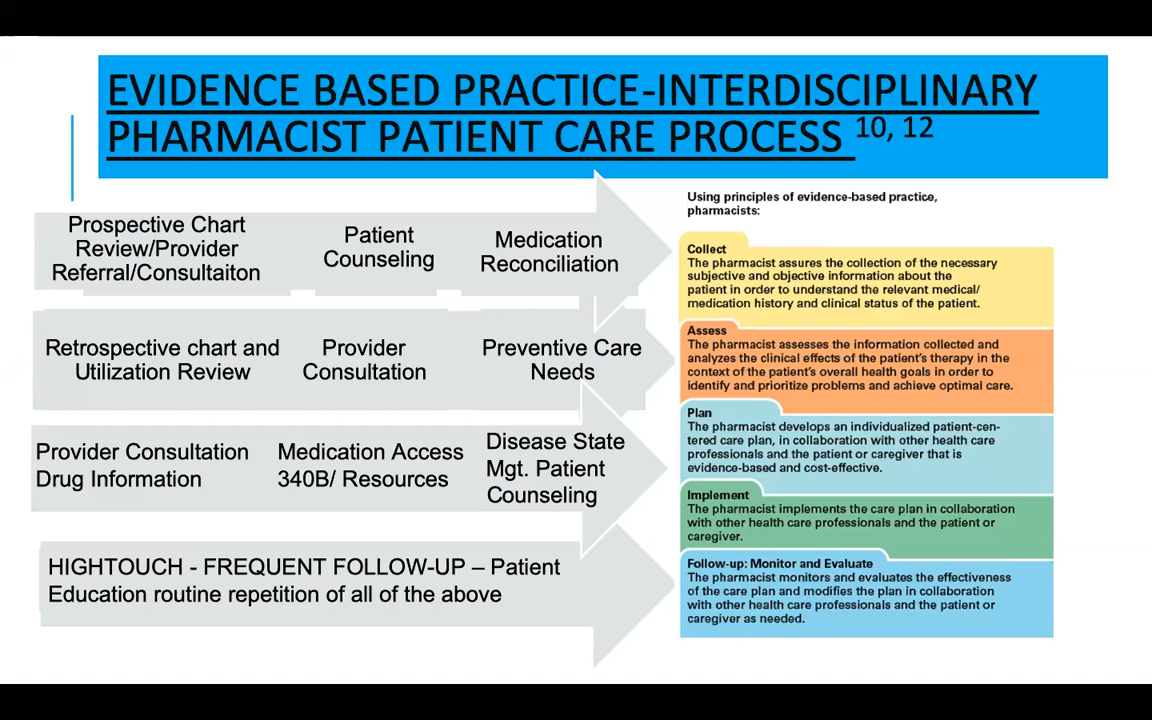 EVIDENCE BASED PRACTICE-INTERDISCIPLINARY
PHARMACIST PATIENT CARE PROCESS 10, 12
Prospective Chart
Review/Provider
Referral/Consultaiton
Patient
Counseling
Medication
Reconciliation
Retrospective chart and
Utilization Review
Provider
Consultation
Preventive Care
Needs
Provider Consultation
Drug Information
Medication Access
340B/ Resources
Disease State
Mgt. Patient
Counseling
HIGHTOUCH - FREQUENT FOLLOW-UP – Patient
Education routine repetition of all of the above
Using principles of evidence-based practice,
pharmacists:
Collect
The pharmacist assures the collection of the necessary
subjective and objective information about the
patient in order to understand the relevant medical/
medication history and clinical status of the patient.
Assess
The pharmacist assesses the information collected and
analyzes the clinical effects of the patient's therapy in the
context of the patient's overall health goals in order to
identify and prioritize problems and achieve optimal care.
Plan
The pharmacist develops an individualized patient-cen-
tered care plan, in collaboration with other health care
professionals and the patient or caregiver that is
evidence-based and cost-effective.
Implement
The pharmacist implements the care plan in collaboration
with other health care professionals and the patient or
caregiver.
Follow-up: Monitor and Evaluate
The pharmacist monitors and evaluates the effectiveness
of the care plan and modifies the plan in collaboration
with other health care professionals and the patient or
caregiver as needed.